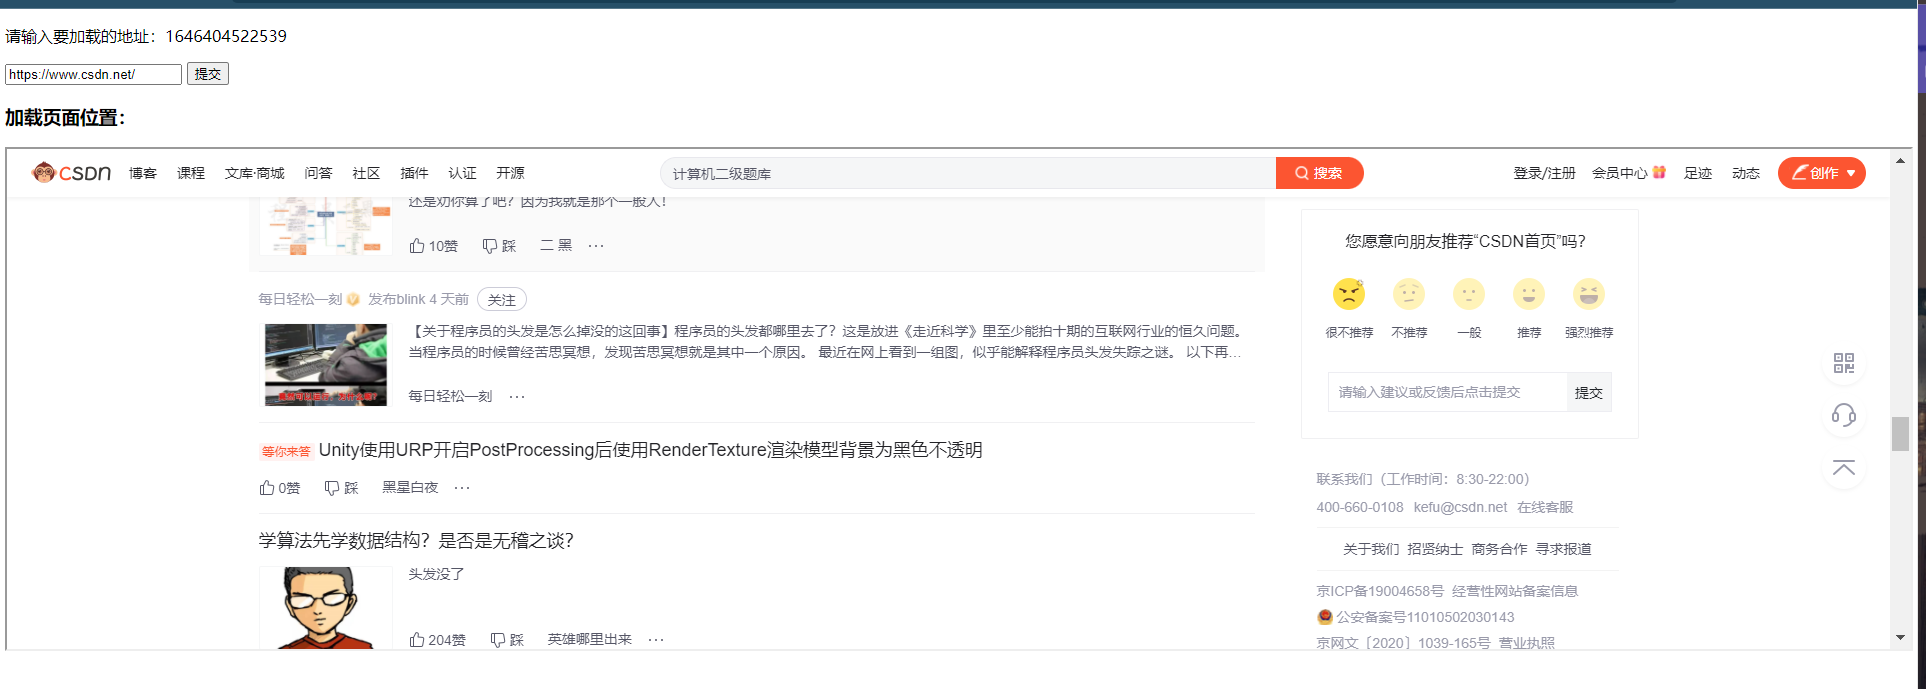 请输入要加载的地址：1646404522539
https://www.csdn.net/ 提交
加载页面位置：
CSDN 博客 课程 文库·商城 问答 社区 插件 认证 开源 计算机二级题库 搜索 登录/注册 会员中心 足迹 动态 创作
还是劝你算了吧？因为我就是那个一般人！
10赞 踩 二 黑 ...
每日轻松一刻 发布blink 4 天前 关注
【关于程序员的头发是怎么掉没的这回事】程序员的头发都哪里去了？这是放进《走近科学》里至少能拍十期的互联网行业的恒久问题。
当程序员的时候曾经苦思冥想，发现苦思冥想就是其中一个原因。 最近在网上看到一组图，似乎能解释程序员头发失踪之谜。 以下再...
每日轻松一刻 ...
等你来答 Unity使用URP开启PostProcessing后使用RenderTexture渲染模型背景为黑色不透明
0赞 踩 黑星白夜 ...
学算法先学数据结构？是否是无稽之谈？
头发没了
204赞 踩 英雄哪里出来 ...
您愿意向朋友推荐“CSDN首页”吗？
很不推荐 不推荐 一般 推荐 强烈推荐
请输入建议或反馈后点击提交 提交
联系我们（工作时间：8:30-22:00）
400-660-0108 kefu@csdn.net 在线客服
关于我们 招贤纳士 商务合作 寻求报道
京ICP备19004658号 经营性网站备案信息
公安备案号11010502030143
京网文〔2020〕1039-165号 营业执照